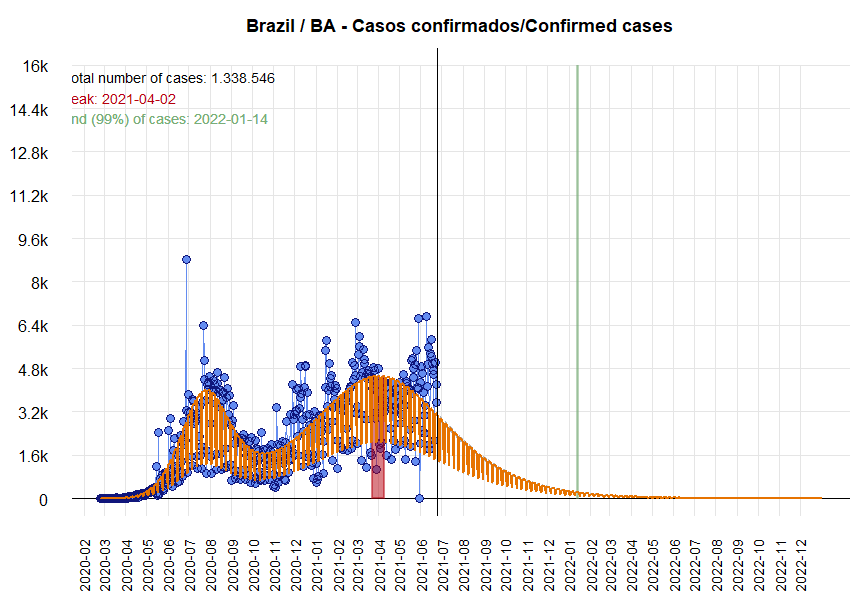 Brazil / BA - Casos confirmados/Confirmed cases
otal number of cases: 1.338.546
eak: 2021-04-02
nd (99%) of cases: 2022-01-14
16k
14.4k
12.8k
11.2k
9.6k
8k
6.4k
4.8k
3.2k
1.6k
0
2020-02
2020-03
2020-04
2020-05
2020-06
2020-07
2020-08
2020-09
2020-10
2020-11
2020-12
2021-01
2021-02
2021-03
2021-04
2021-05
2021-06
2021-07
2021-08
2021-09
2021-10
2021-11
2021-12
2022-01
2022-02
2022-03
2022-04
2022-05
2022-06
2022-07
2022-08
2022-09
2022-10
2022-11
2022-12